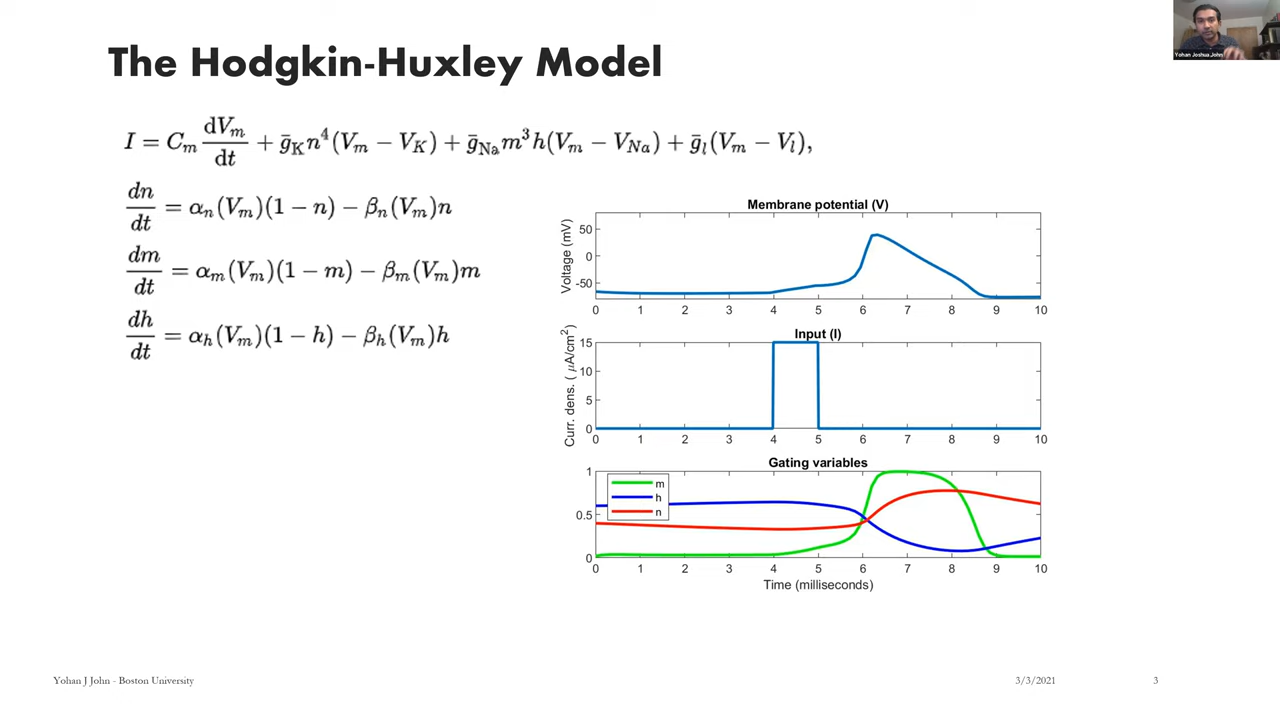 Yohan Joshua John
The Hodgkin-Huxley Model
I = C_m dV_m/dt + ḡ_K n⁴(V_m − V_K) + ḡ_Na m³h(V_m − V_Na) + ḡ_l(V_m − V_l),
dn/dt = α_n(V_m)(1 − n) − β_n(V_m)n
dm/dt = α_m(V_m)(1 − m) − β_m(V_m)m
dh/dt = α_h(V_m)(1 − h) − β_h(V_m)h
Membrane potential (V)
Voltage (mV)
50
0
-50
0 1 2 3 4 5 6 7 8 9 10
Input (I)
Curr. dens. ( μA/cm²)
15
10
5
0
0 1 2 3 4 5 6 7 8 9 10
Gating variables
1
0.5
0
m
h
n
0 1 2 3 4 5 6 7 8 9 10
Time (milliseconds)
Yohan J John - Boston University
3/3/2021
3